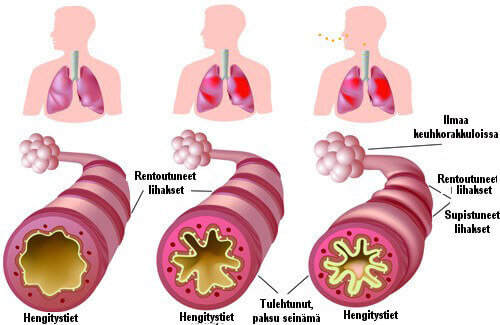 Ilmaa
keuhkorakkuloissa
Rentoutuneet
lihakset
Rentoutuneet
lihakset
Supistuneet
lihakset
Tulehtunut,
paksu seinämä
Hengitystiet
Hengitystiet
Hengitystiet